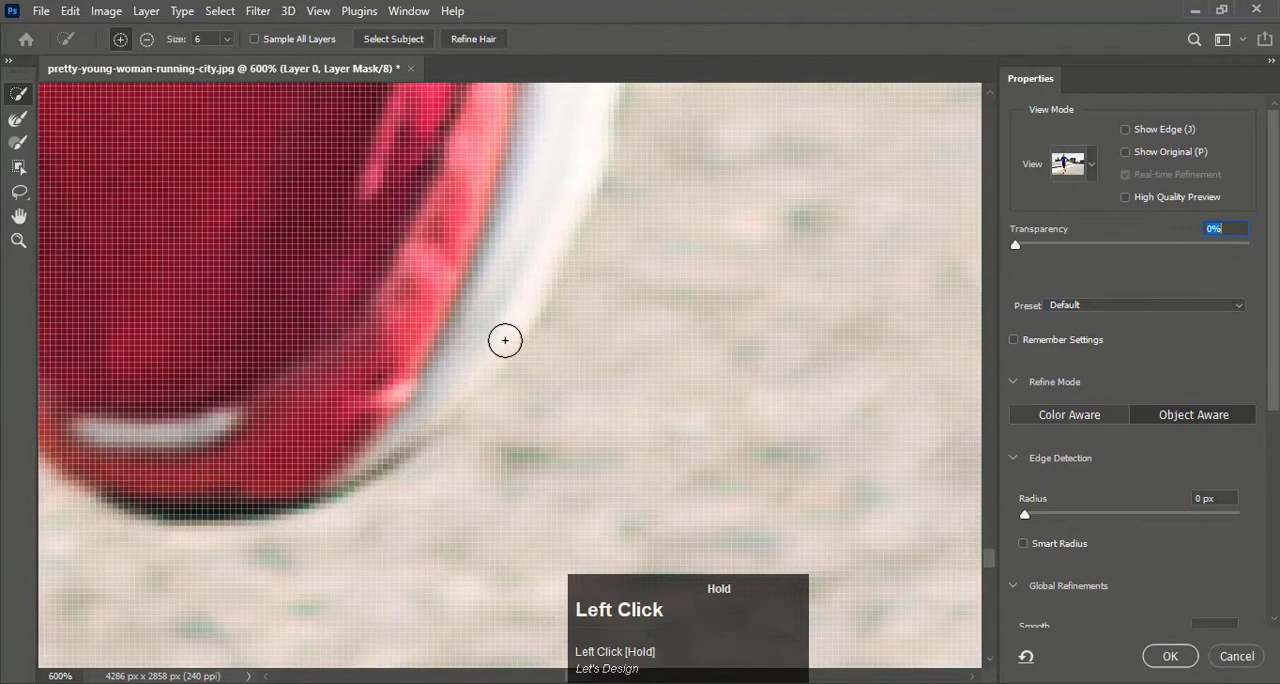 Ps File Edit Image Layer Type Select Filter 3D View Plugins Window Help
Size: 6 Sample All Layers Select Subject Refine Hair
pretty-young-woman-running-city.jpg @ 600% (Layer 0, Layer Mask/8) *
Properties
View Mode
Show Edge (J)
View
Show Original (P)
Real-time Refinement
High Quality Preview
Transparency 0%
Preset Default
Remember Settings
Refine Mode
Color Aware Object Aware
Edge Detection
Radius 0 px
Smart Radius
Global Refinements
Smooth
OK Cancel
Hold
Left Click
Left Click [Hold]
Let's Design
600% 4286 px x 2858 px (240 ppi)